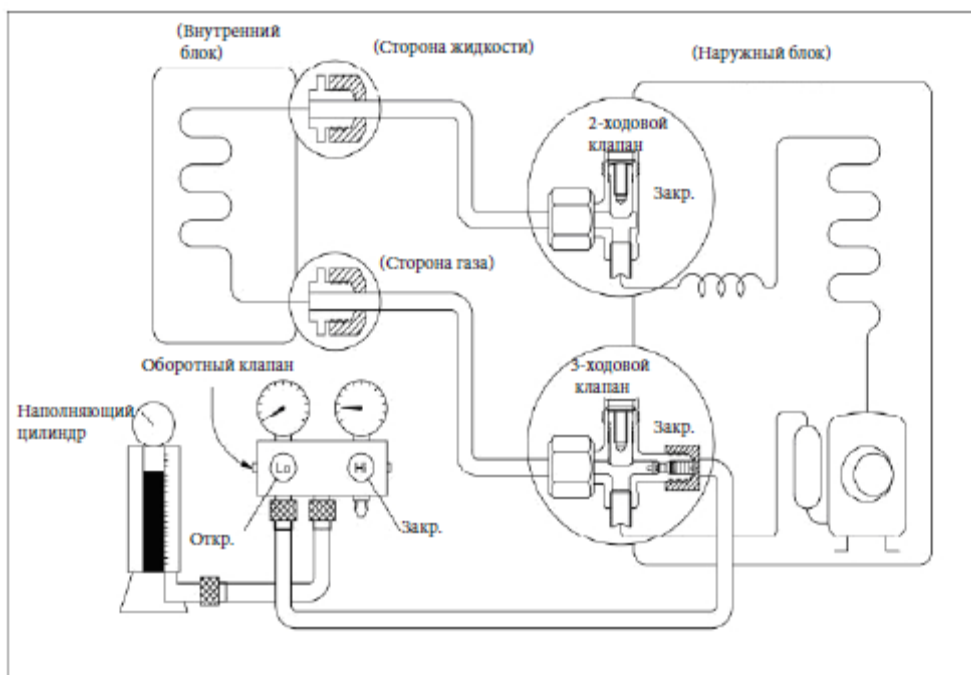 (Внутренний
блок)
(Сторона жидкости)
(Наружный блок)
2-ходовой
клапан
Закр.
(Сторона газа)
Оборотный клапан
3-ходовой
клапан
Закр.
Наполняющий
цилиндр
Lo
Hi
Откр.
Закр.